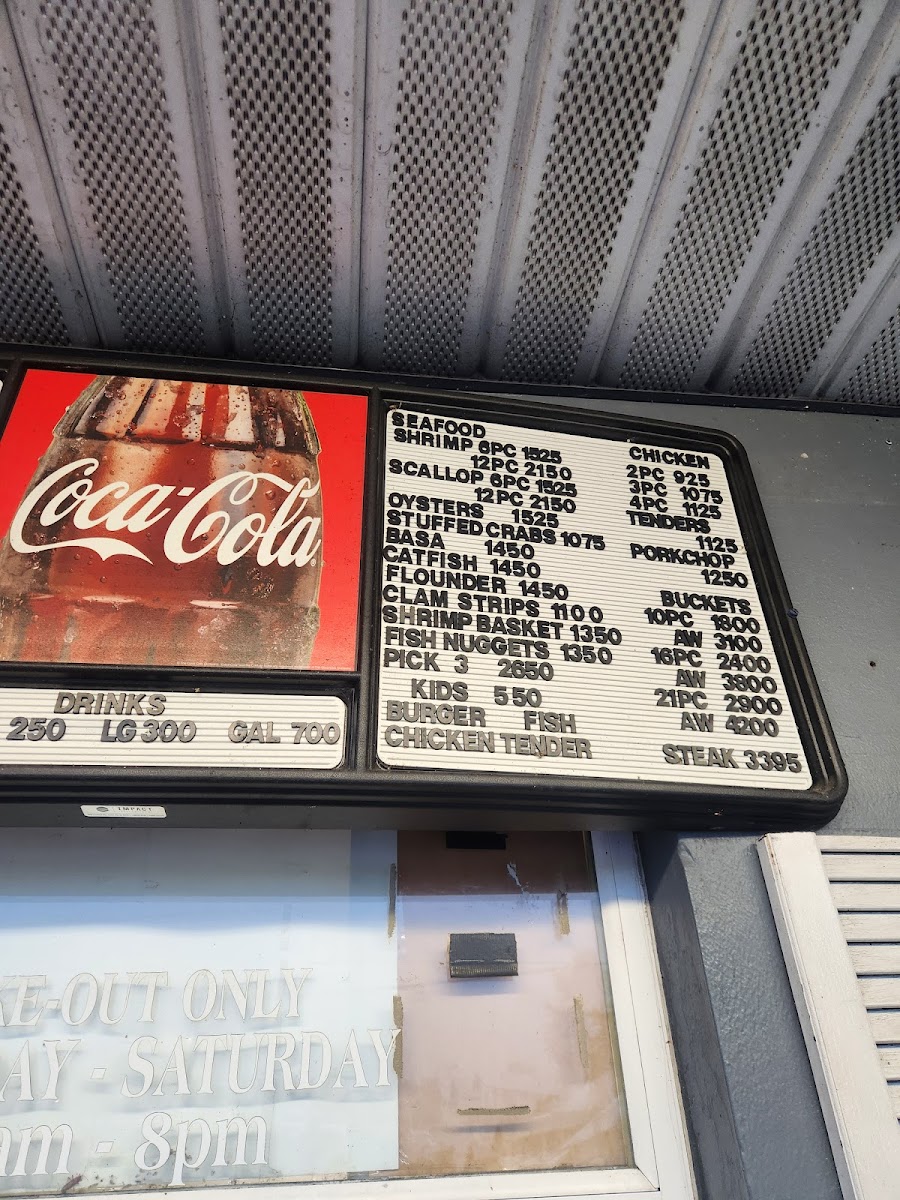 Coca-Cola
DRINKS
250 LG 300 GAL 700
SEAFOOD
SHRIMP 6PC 1525
12PC 2150
SCALLOP 6PC 1525
12PC 2150
OYSTERS 1525
STUFFED CRABS 1075
BASA 1450
CATFISH 1450
FLOUNDER 1450
CLAM STRIPS 1100
SHRIMP BASKET 1350
FISH NUGGETS 1350
PICK 3 2650
KIDS 550
BURGER FISH
CHICKEN TENDER
CHICKEN
2PC 925
3PC 1075
4PC 1125
TENDERS
1125
PORKCHOP
1250
BUCKETS
10PC 1800
AW 3100
16PC 2400
AW 3800
21PC 2900
AW 4200
STEAK 3395
IMPACT
KE-OUT ONLY
AY - SATURDAY
am - 8pm